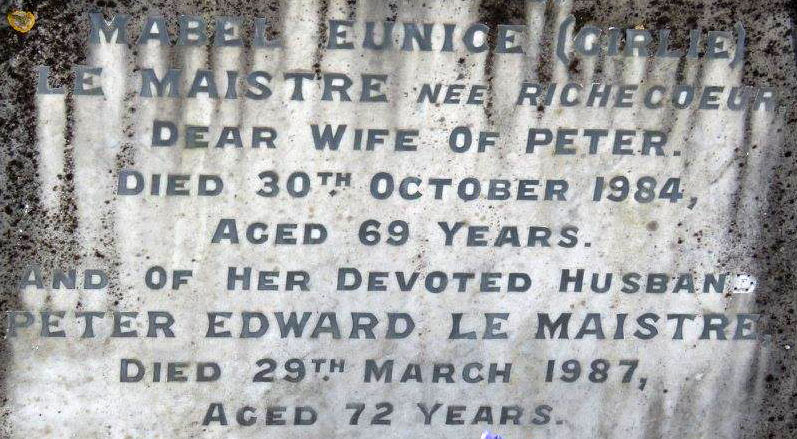 MABEL EUNICE (GIRLIE)
LE MAISTRE NÉE RICHECOEUR
DEAR WIFE OF PETER.
DIED 30TH OCTOBER 1984,
AGED 69 YEARS.
AND OF HER DEVOTED HUSBAND
PETER EDWARD LE MAISTRE,
DIED 29TH MARCH 1987,
AGED 72 YEARS.